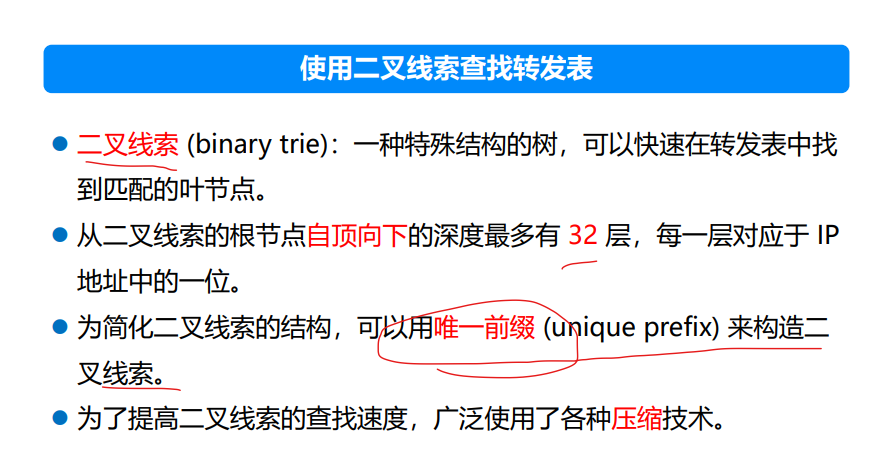 使用二叉线索查找转发表
● 二叉线索 (binary trie)：一种特殊结构的树，可以快速在转发表中找
到匹配的叶节点。
● 从二叉线索的根节点自顶向下的深度最多有 32 层，每一层对应于 IP
地址中的一位。
● 为简化二叉线索的结构，可以用唯一前缀 (unique prefix) 来构造二
叉线索。
● 为了提高二叉线索的查找速度，广泛使用了各种压缩技术。